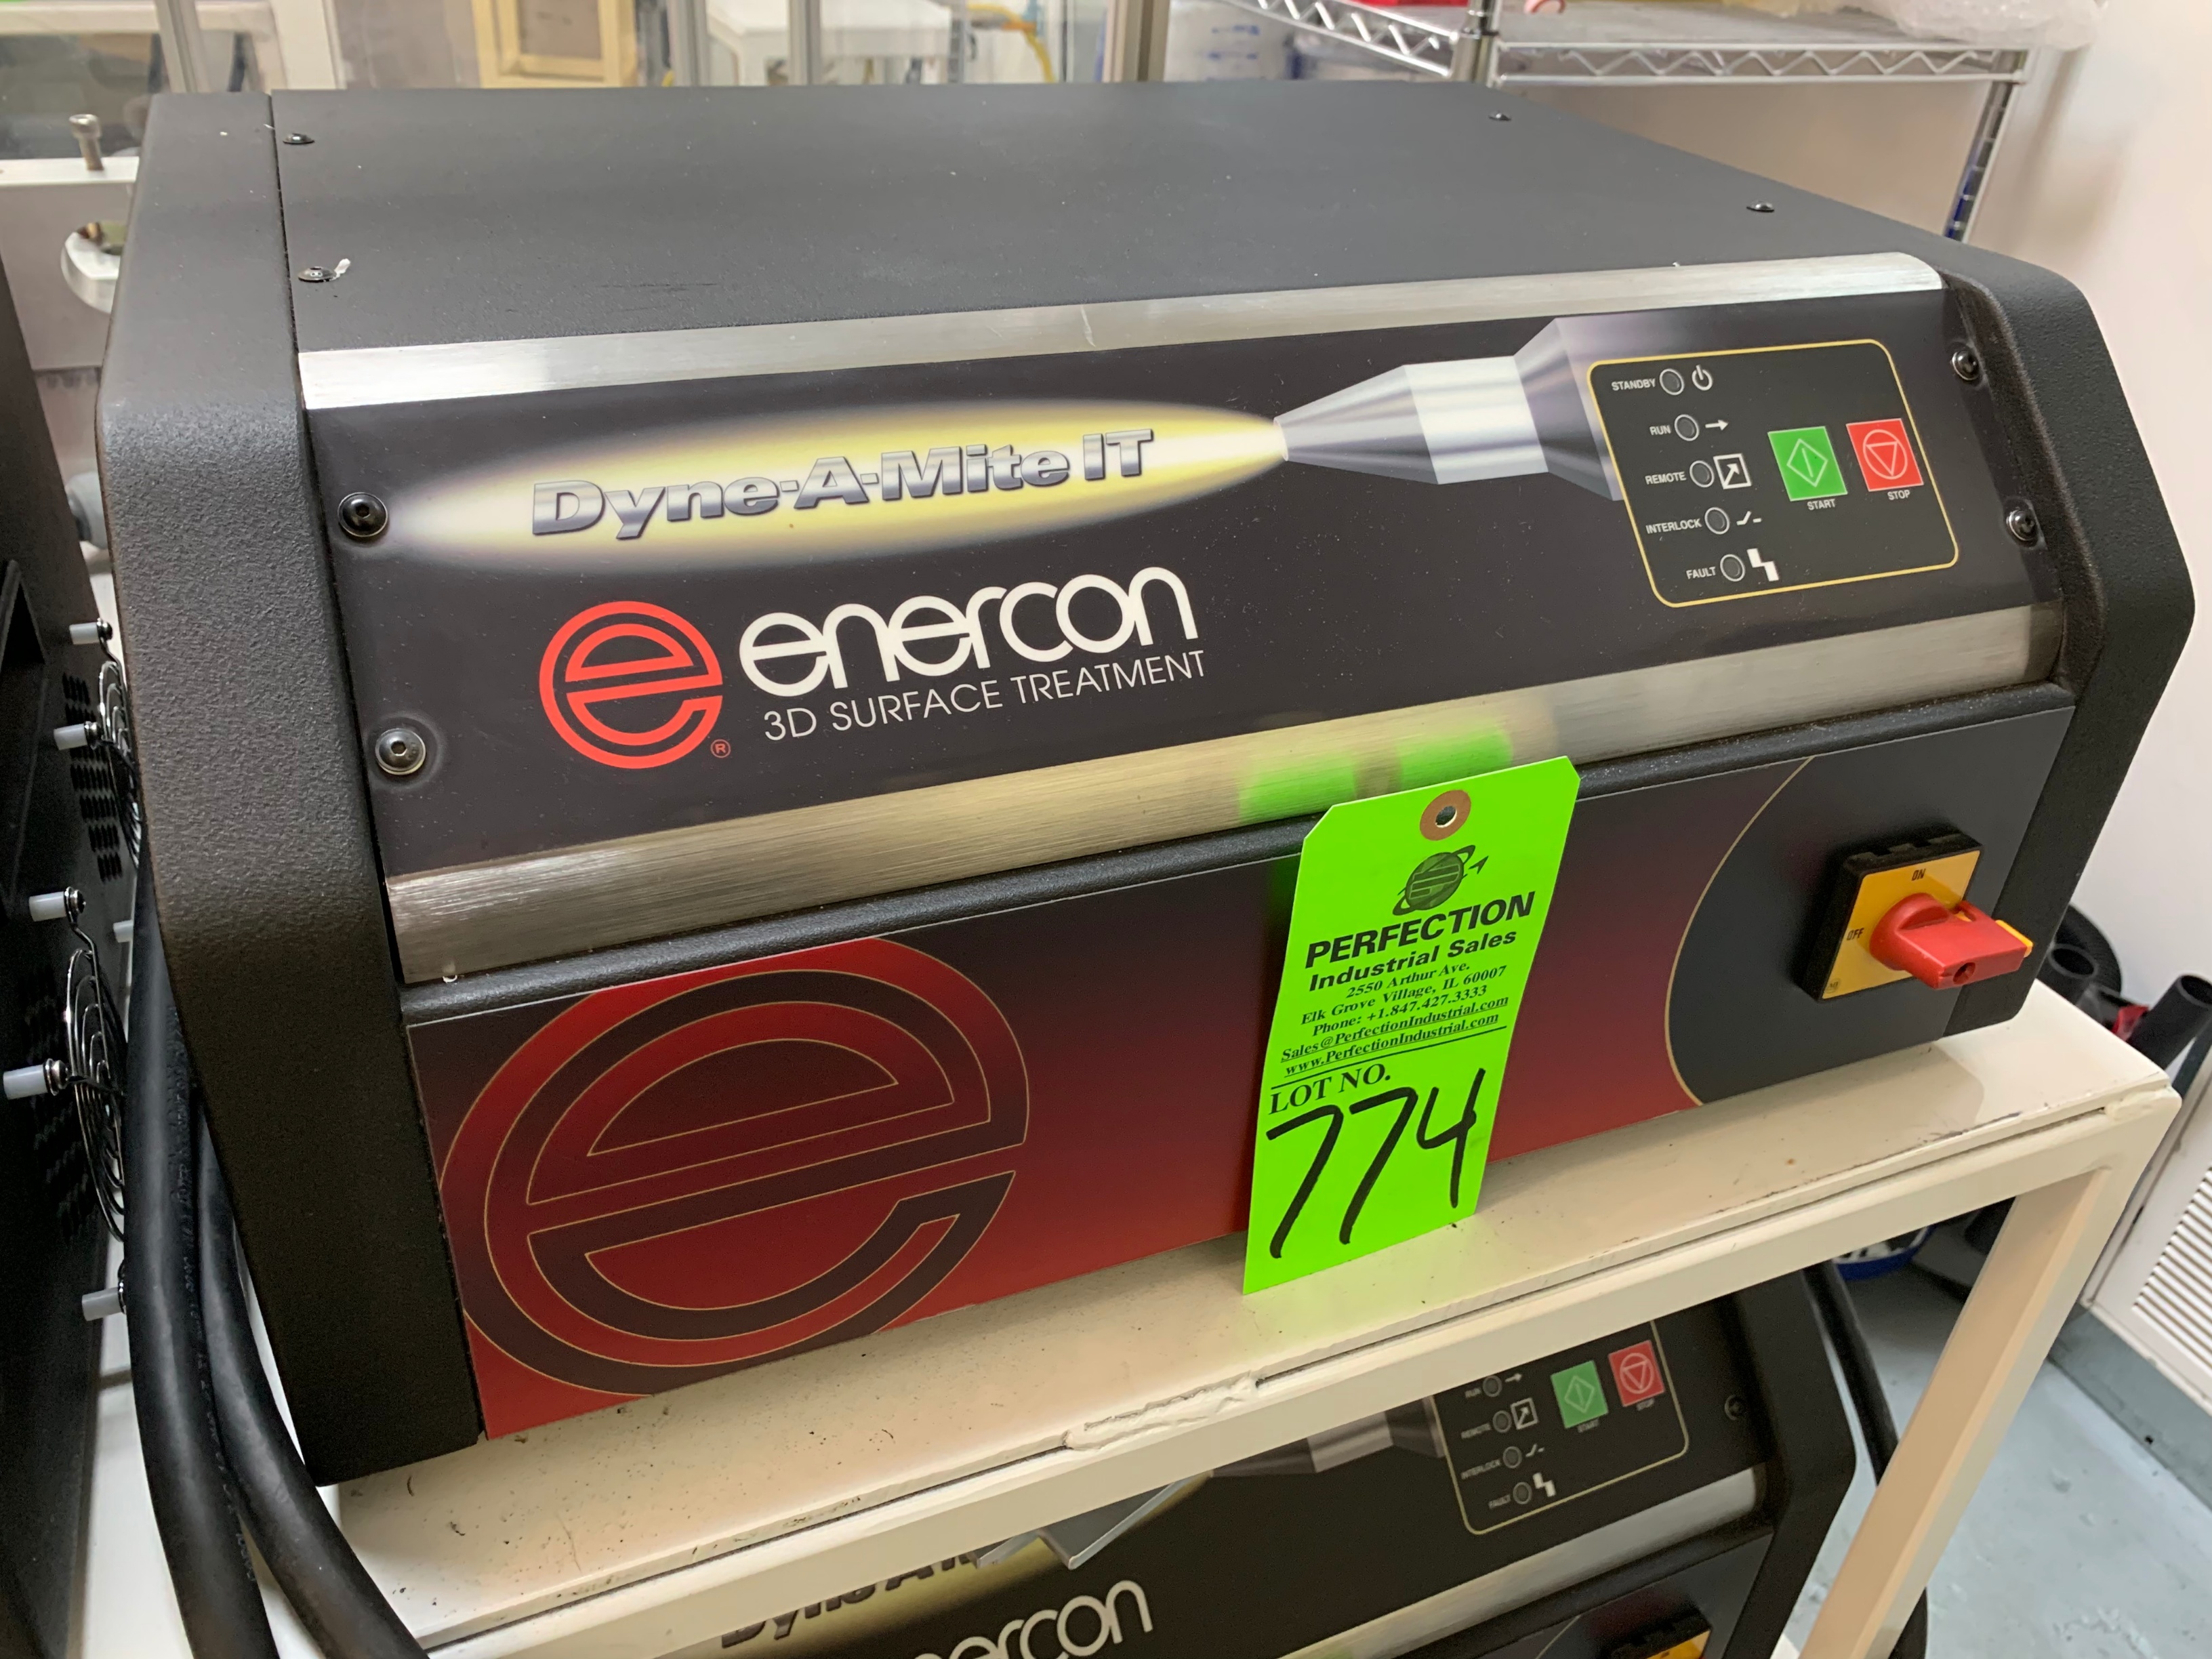 Dyne-A-Mite IT
enercon
3D SURFACE TREATMENT
®
STANDBY
RUN
REMOTE
INTERLOCK
FAULT
START
STOP
ON
OFF
PERFECTION
Industrial Sales
2550 Arthur Ave.
Elk Grove Village, IL 60007
Phone: +1.847.427.3333
Sales@PerfectionIndustrial.com
www.PerfectionIndustrial.com
LOT NO.
774
RUN
REMOTE
INTERLOCK
FAULT
START
STOP